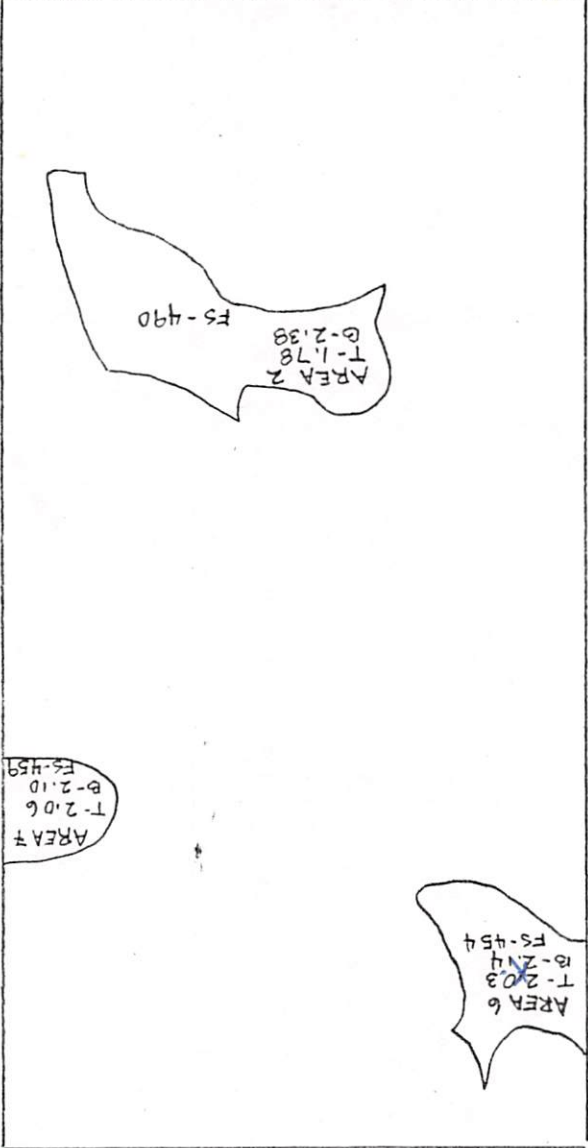 AREA 6
T-2.03
B-2.14
FS-454
AREA 7
T-2.06
B-2.10
FS-459
AREA 2
T-1.78
B-2.38
FS-490